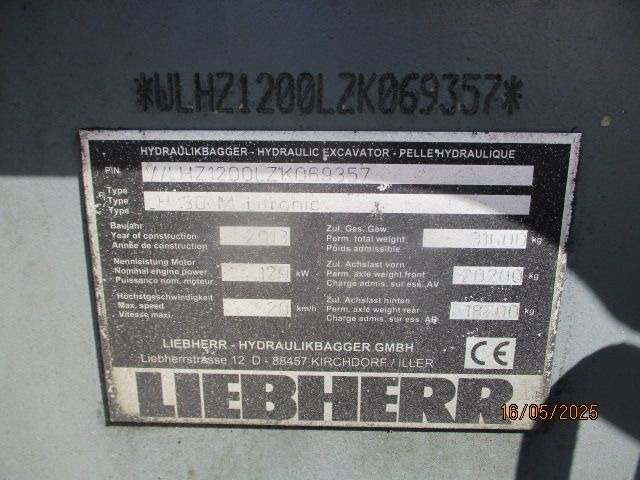 *WLHZ1200LZK069357*
HYDRAULIKBAGGER - HYDRAULIC EXCAVATOR - PELLE HYDRAULIQUE
PIN WLHZ1200LZK069357
Type
Type LH 30 M Litronic
Type
Baujahr
Year of construction 2013
Année de construction
Nennleistung Motor
Nominal engine power 129 kW
Puissance nom. moteur
Höchstgeschwindigkeit
Max. speed 20 km/h
Vitesse maxi.
Zul. Ges. Gew.
Perm. total weight 31600 kg
Poids admissible
Zul. Achslast vorn
Perm. axle weight front 20200 kg
Charge admis. sur ess. AV
Zul. Achslast hinten
Perm. axle weight rear kg
Charge admis. sur ess. AR
LIEBHERR - HYDRAULIKBAGGER GMBH
Liebherrstrasse 12 D - 88457 KIRCHDORF / ILLER
CE
LIEBHERR
16/05/2025